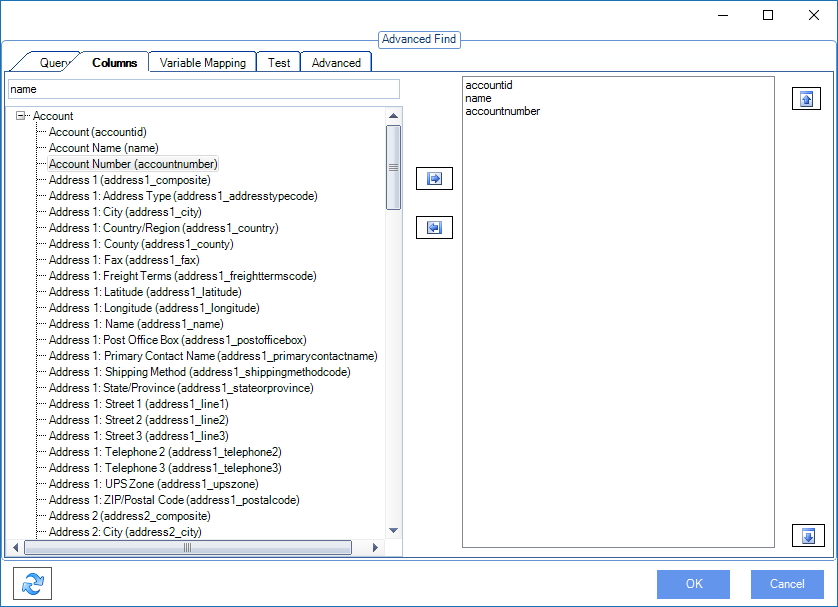 Advanced Find
Query Columns Variable Mapping Test Advanced
name
Account
Account (accountid)
Account Name (name)
Account Number (accountnumber)
Address 1 (address1_composite)
Address 1: Address Type (address1_addresstypecode)
Address 1: City (address1_city)
Address 1: Country/Region (address1_country)
Address 1: County (address1_county)
Address 1: Fax (address1_fax)
Address 1: Freight Terms (address1_freighttermscode)
Address 1: Latitude (address1_latitude)
Address 1: Longitude (address1_longitude)
Address 1: Name (address1_name)
Address 1: Post Office Box (address1_postofficebox)
Address 1: Primary Contact Name (address1_primarycontactname)
Address 1: Shipping Method (address1_shippingmethodcode)
Address 1: State/Province (address1_stateorprovince)
Address 1: Street 1 (address1_line1)
Address 1: Street 2 (address1_line2)
Address 1: Street 3 (address1_line3)
Address 1: Telephone 2 (address1_telephone2)
Address 1: Telephone 3 (address1_telephone3)
Address 1: UPS Zone (address1_upszone)
Address 1: ZIP/Postal Code (address1_postalcode)
Address 2 (address2_composite)
Address 2: City (address2_city)
accountid
name
accountnumber
OK
Cancel